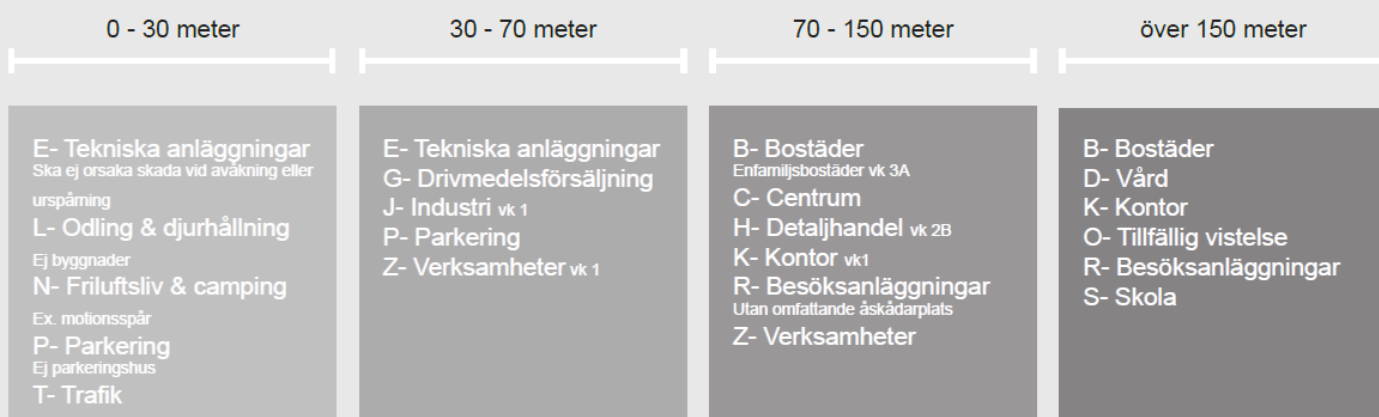 0 - 30 meter
E- Tekniska anläggningar
Ska ej orsaka skada vid avåkning eller
urspårning
L- Odling & djurhållning
Ej byggnader
N- Friluftsliv & camping
Ex. motionsspår
P- Parkering
Ej parkeringshus
T- Trafik
30 - 70 meter
E- Tekniska anläggningar
G- Drivmedelsförsäljning
J- Industri vk 1
P- Parkering
Z- Verksamheter vk 1
70 - 150 meter
B- Bostäder
Enfamiljsbostäder vk 3A
C- Centrum
H- Detaljhandel vk 2B
K- Kontor vk1
R- Besöksanläggningar
Utan omfattande åskådarplats
Z- Verksamheter
över 150 meter
B- Bostäder
D- Vård
K- Kontor
O- Tillfällig vistelse
R- Besöksanläggningar
S- Skola